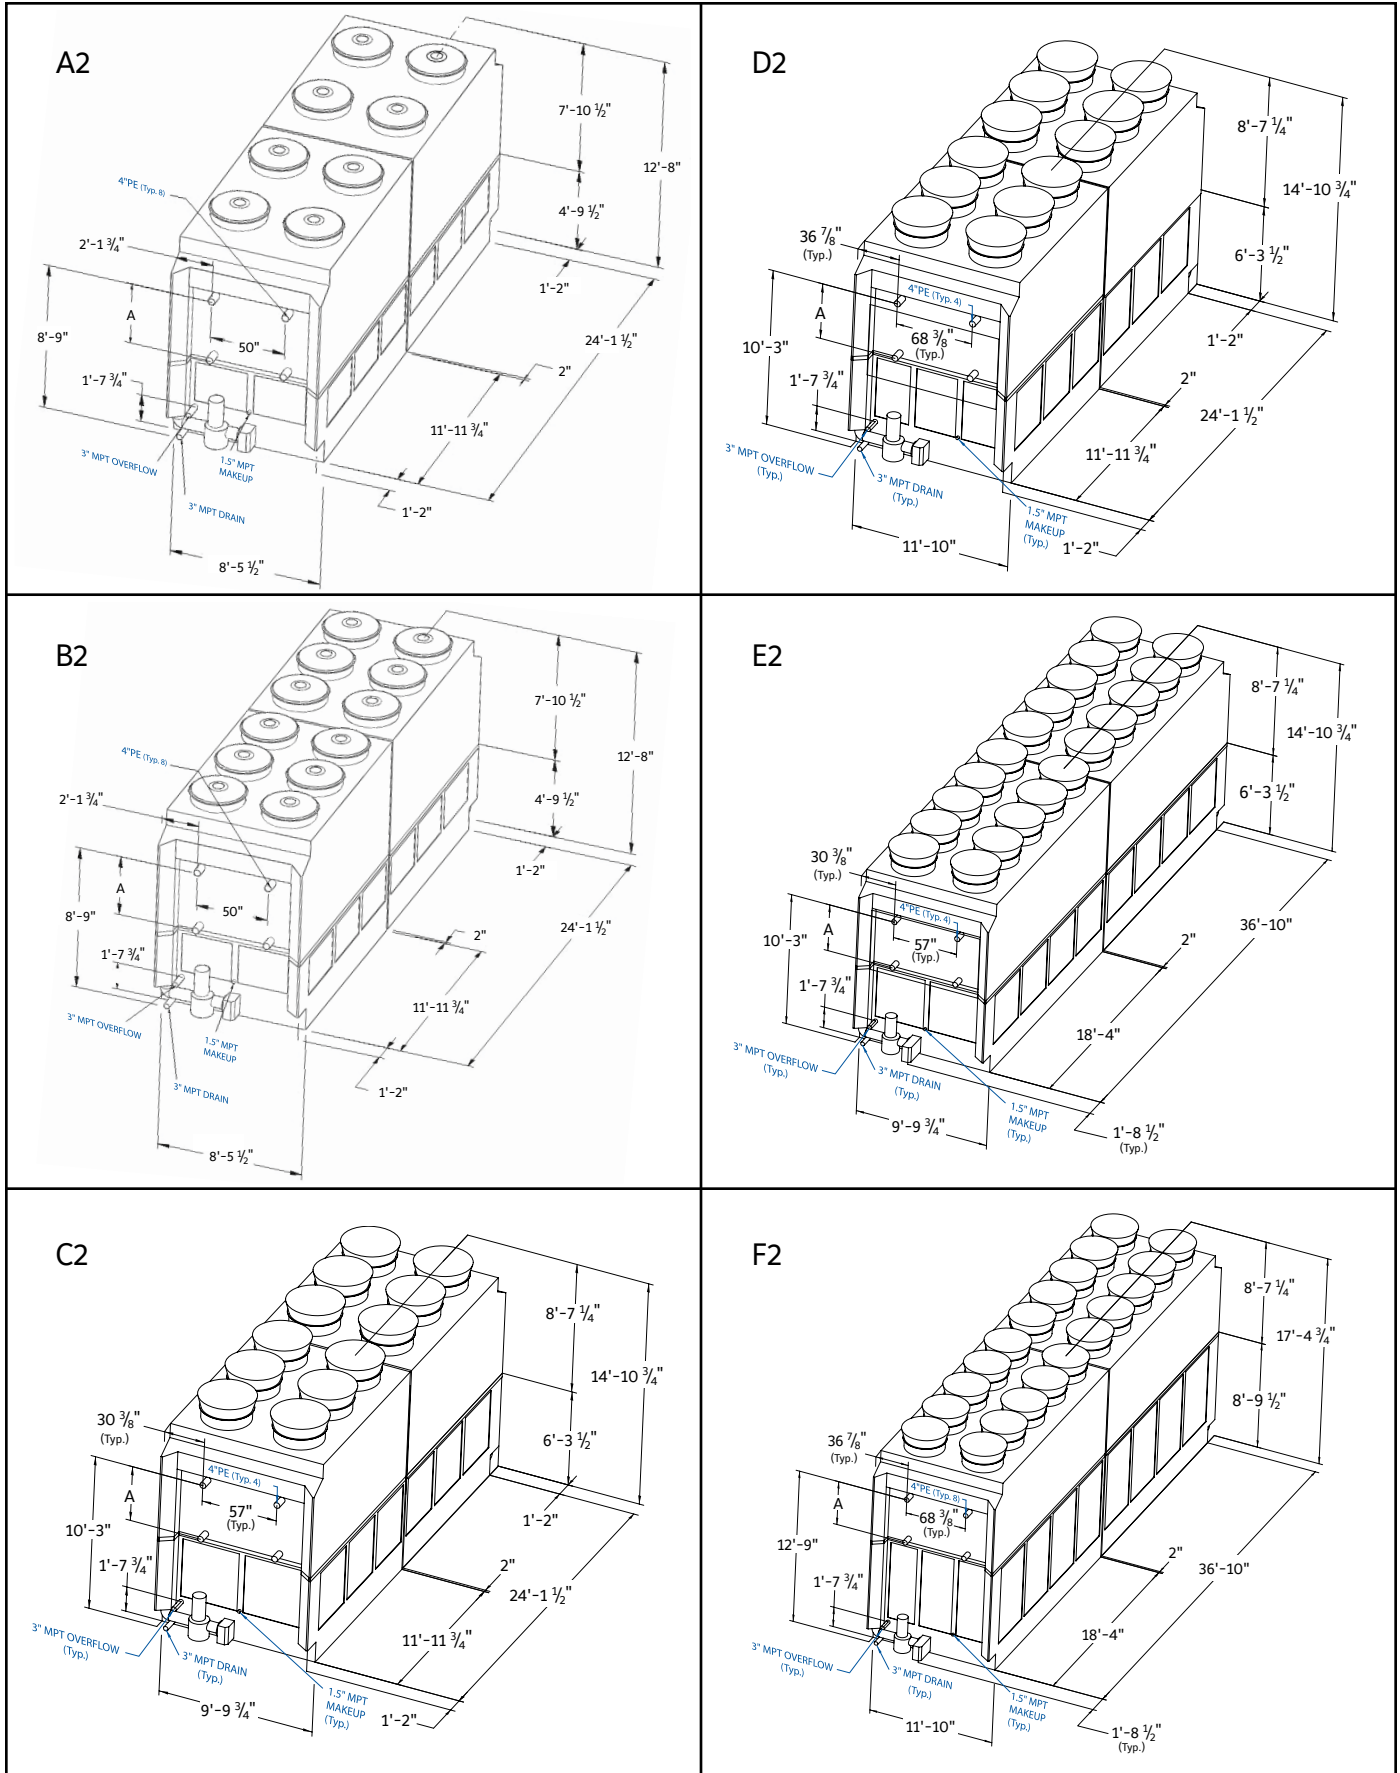 A2
7'-10 ½"
12'-8"
4"PE (Typ. 8)
4'-9 ½"
2'-1 ¾"
1'-2"
A
8'-9"
50"
24'-1 ½"
2"
1'-7 ¾"
11'-11 ¾"
3" MPT OVERFLOW
1.5" MPT
MAKEUP
3" MPT DRAIN
1'-2"
8'-5 ½"
D2
8'-7 ¼"
14'-10 ¾"
36 ⅞"
(Typ.)
6'-3 ½"
4"PE (Typ. 4)
A
10'-3"
68 ⅜"
(Typ.)
1'-2"
1'-7 ¾"
2"
24'-1 ½"
11'-11 ¾"
3" MPT OVERFLOW
(Typ.)
3" MPT DRAIN
(Typ.)
1.5" MPT
MAKEUP
(Typ.)
11'-10"
1'-2"
B2
7'-10 ½"
12'-8"
4"PE (Typ. 8)
4'-9 ½"
2'-1 ¾"
1'-2"
A
8'-9"
50"
24'-1 ½"
2"
1'-7 ¾"
11'-11 ¾"
3" MPT OVERFLOW
1.5" MPT
MAKEUP
3" MPT DRAIN
1'-2"
8'-5 ½"
E2
8'-7 ¼"
14'-10 ¾"
6'-3 ½"
30 ⅜"
(Typ.)
4"PE (Typ. 4)
A
10'-3"
57"
(Typ.)
36'-10"
2"
1'-7 ¾"
18'-4"
3" MPT OVERFLOW
(Typ.)
3" MPT DRAIN
(Typ.)
1.5" MPT
MAKEUP
(Typ.)
9'-9 ¾"
1'-8 ½"
(Typ.)
C2
8'-7 ¼"
14'-10 ¾"
30 ⅜"
(Typ.)
6'-3 ½"
4"PE (Typ. 4)
A
57"
(Typ.)
10'-3"
1'-2"
1'-7 ¾"
2"
24'-1 ½"
11'-11 ¾"
3" MPT OVERFLOW
(Typ.)
3" MPT DRAIN
(Typ.)
1.5" MPT
MAKEUP
(Typ.)
9'-9 ¾"
1'-2"
F2
8'-7 ¼"
17'-4 ¾"
8'-9 ½"
36 ⅞"
(Typ.)
4"PE (Typ. 8)
A
68 ⅜"
(Typ.)
12'-9"
2"
36'-10"
1'-7 ¾"
18'-4"
3" MPT OVERFLOW
(Typ.)
3" MPT DRAIN
(Typ.)
1.5" MPT
MAKEUP
(Typ.)
11'-10"
1'-8 ½"
(Typ.)